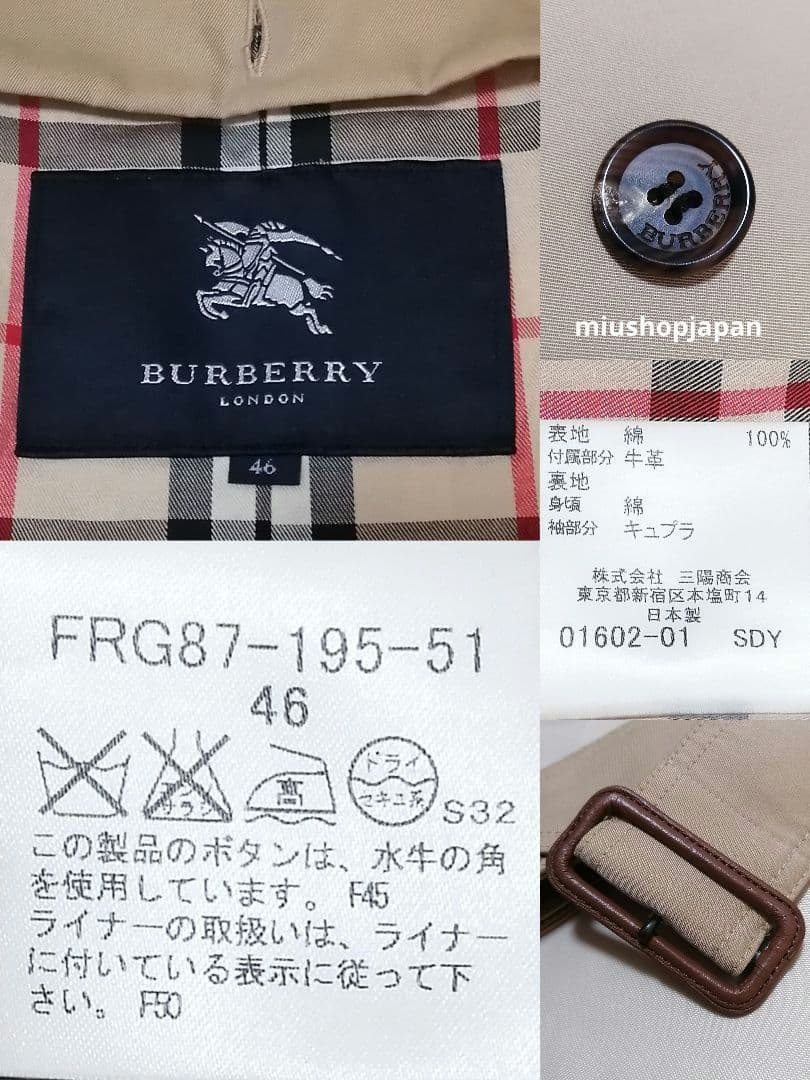 BURBERRY
LONDON
46
BURBERRY
miushopjapan
表地 綿 100%
付属部分 牛革
裏地
身頃 綿
袖部分 キュプラ
株式会社 三陽商会
東京都新宿区本塩町14
日本製
01602-01 SDY
FRG87-195-51
46
高
ドライ
セキユ系
S32
この製品のボタンは、水牛の角
を使用しています。 F45
ライナーの取扱いは、ライナー
に付いている表示に従って下
さい。 F50